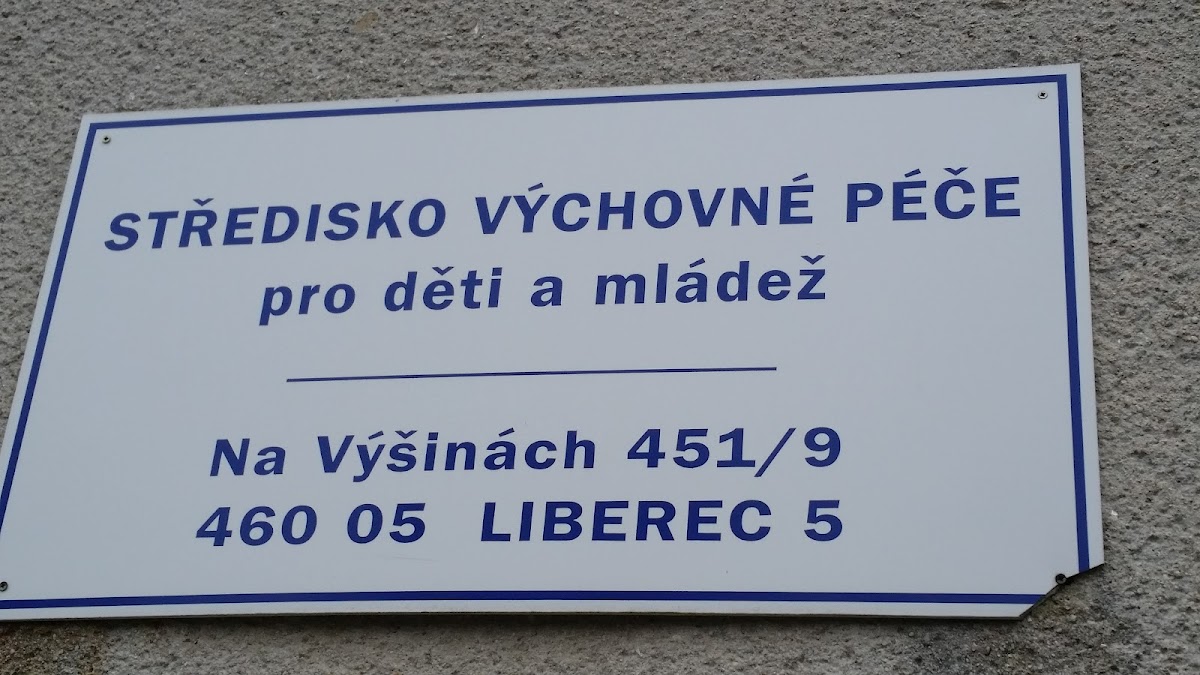 STŘEDISKO VÝCHOVNÉ PÉČE
pro děti a mládež
Na Výšinách 451/9
460 05 LIBEREC 5